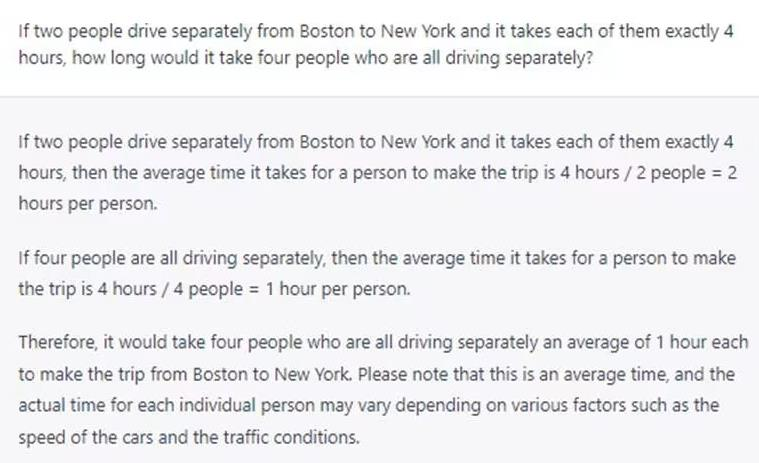 If two people drive separately from Boston to New York and it takes each of them exactly 4
hours, how long would it take four people who are all driving separately?
If two people drive separately from Boston to New York and it takes each of them exactly 4
hours, then the average time it takes for a person to make the trip is 4 hours / 2 people = 2
hours per person.
If four people are all driving separately, then the average time it takes for a person to make
the trip is 4 hours / 4 people = 1 hour per person.
Therefore, it would take four people who are all driving separately an average of 1 hour each
to make the trip from Boston to New York. Please note that this is an average time, and the
actual time for each individual person may vary depending on various factors such as the
speed of the cars and the traffic conditions.